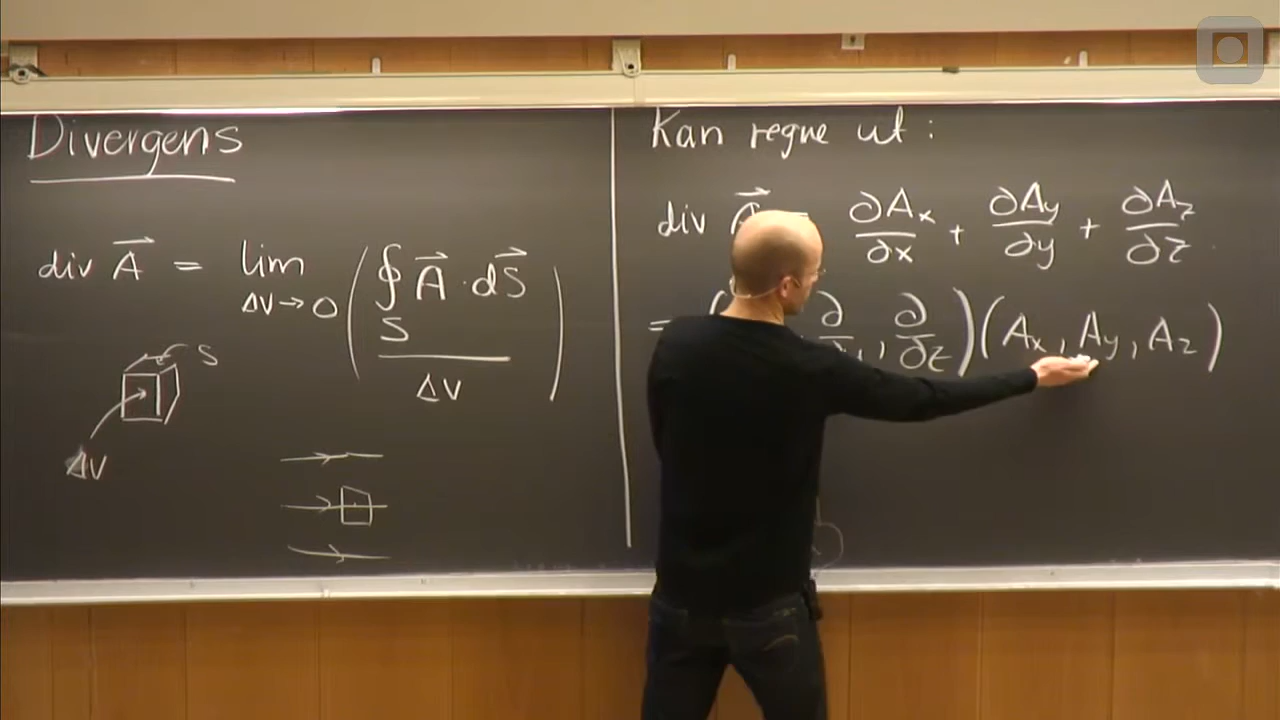 Divergens
div A⃗ = lim ΔV→0 ( ∮S A⃗ · dS⃗ / ΔV )
S
ΔV
Kan regne ut :
div A⃗ = ∂Ax/∂x + ∂Ay/∂y + ∂Az/∂z .
= ( ∂ , ∂/∂z ) ( Ax , Ay , Az )